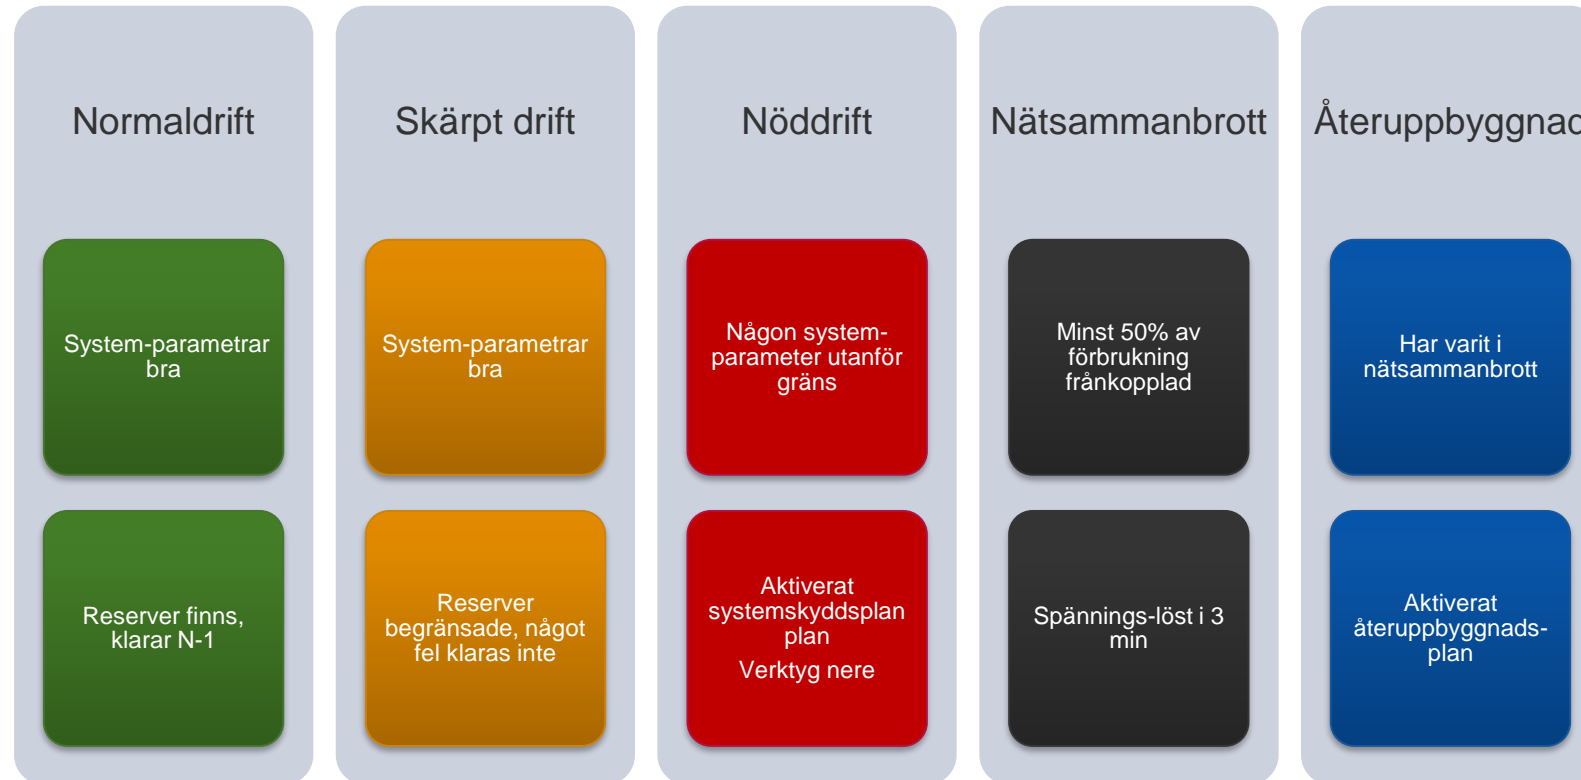 Normaldrift
System-parametrar
bra
Reserver finns,
klarar N-1
Skärpt drift
System-parametrar
bra
Reserver
begränsade, något
fel klaras inte
Nöddrift
Någon system-
parameter utanför
gräns
Aktiverat
systemskyddsplan
plan
Verktyg nere
Nätsammanbrott
Minst 50% av
förbrukning
frånkopplad
Spännings-löst i 3
min
Återuppbyggnad
Har varit i
nätsammanbrott
Aktiverat
återuppbyggnads-
plan